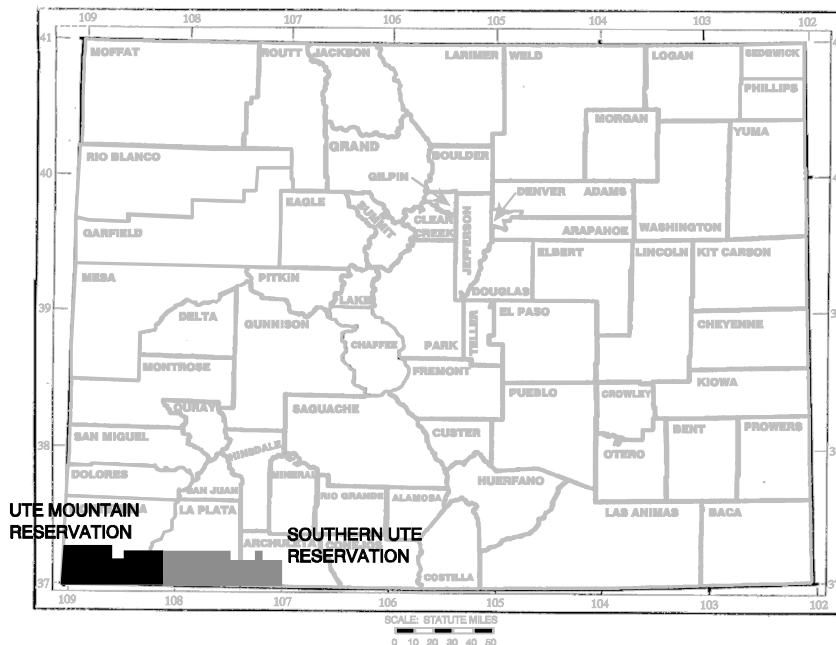 109 108 107 106 105 104 103 102
41
MOFFAT
ROUTT
JACKSON
LARIMER
WELD
LOGAN
SEDGWICK
PHILLIPS
MORGAN
YUMA
RIO BLANCO
GRAND
BOULDER
40
GILPIN
DENVER
ADAMS
EAGLE
SUMMIT
CLEAR
CREEK
JEFFERSON
ARAPAHOE
WASHINGTON
GARFIELD
ELBERT
LINCOLN
KIT CARSON
MESA
PITKIN
LAKE
DOUGLAS
39
DELTA
GUNNISON
EL PASO
CHEYENNE
CHAFFEE
PARK
TELLER
MONTROSE
FREMONT
KIOWA
OURAY
SAGUACHE
PUEBLO
CROWLEY
38
SAN MIGUEL
HINSDALE
CUSTER
OTERO
BENT
PROWERS
DOLORES
SAN JUAN
MINERAL
RIO GRANDE
ALAMOSA
HUERFANO
UTE MOUNTAIN
RESERVATION
LA PLATA
LAS ANIMAS
BACA
SOUTHERN UTE
RESERVATION
ARCHULETA
CONEJOS
COSTILLA
37
109 108 107 106 105 104 103 102
SCALE: STATUTE MILES
0 10 20 30 40 50